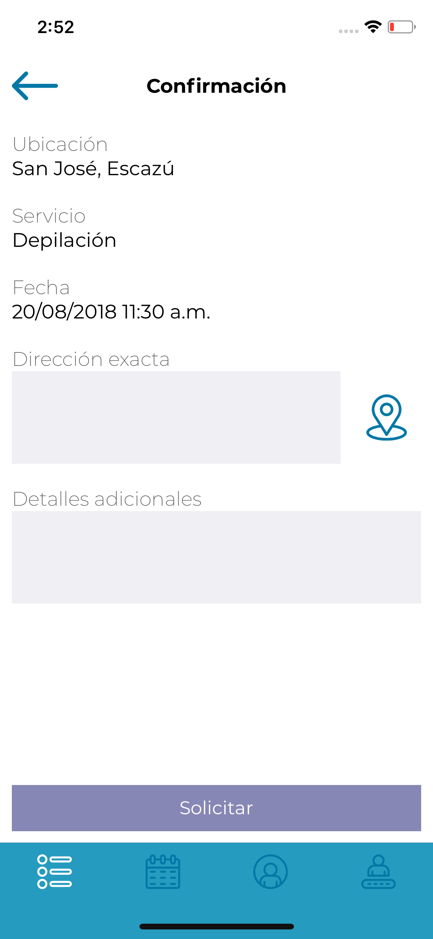 2:52
Confirmación
Ubicación
San José, Escazú
Servicio
Depilación
Fecha
20/08/2018 11:30 a.m.
Dirección exacta
Detalles adicionales
Solicitar